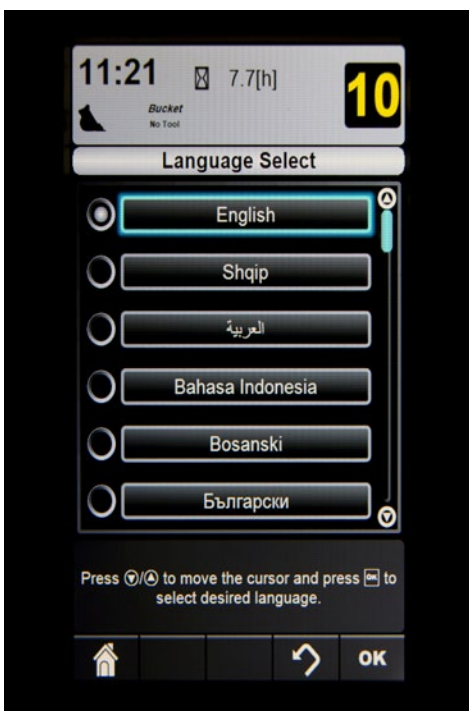 11:21
7.7[h]
10
Bucket
No Tool
Language Select
English
Shqip
العربية
Bahasa Indonesia
Bosanski
Български
Press ▽/△ to move the cursor and press OK to
select desired language.
OK